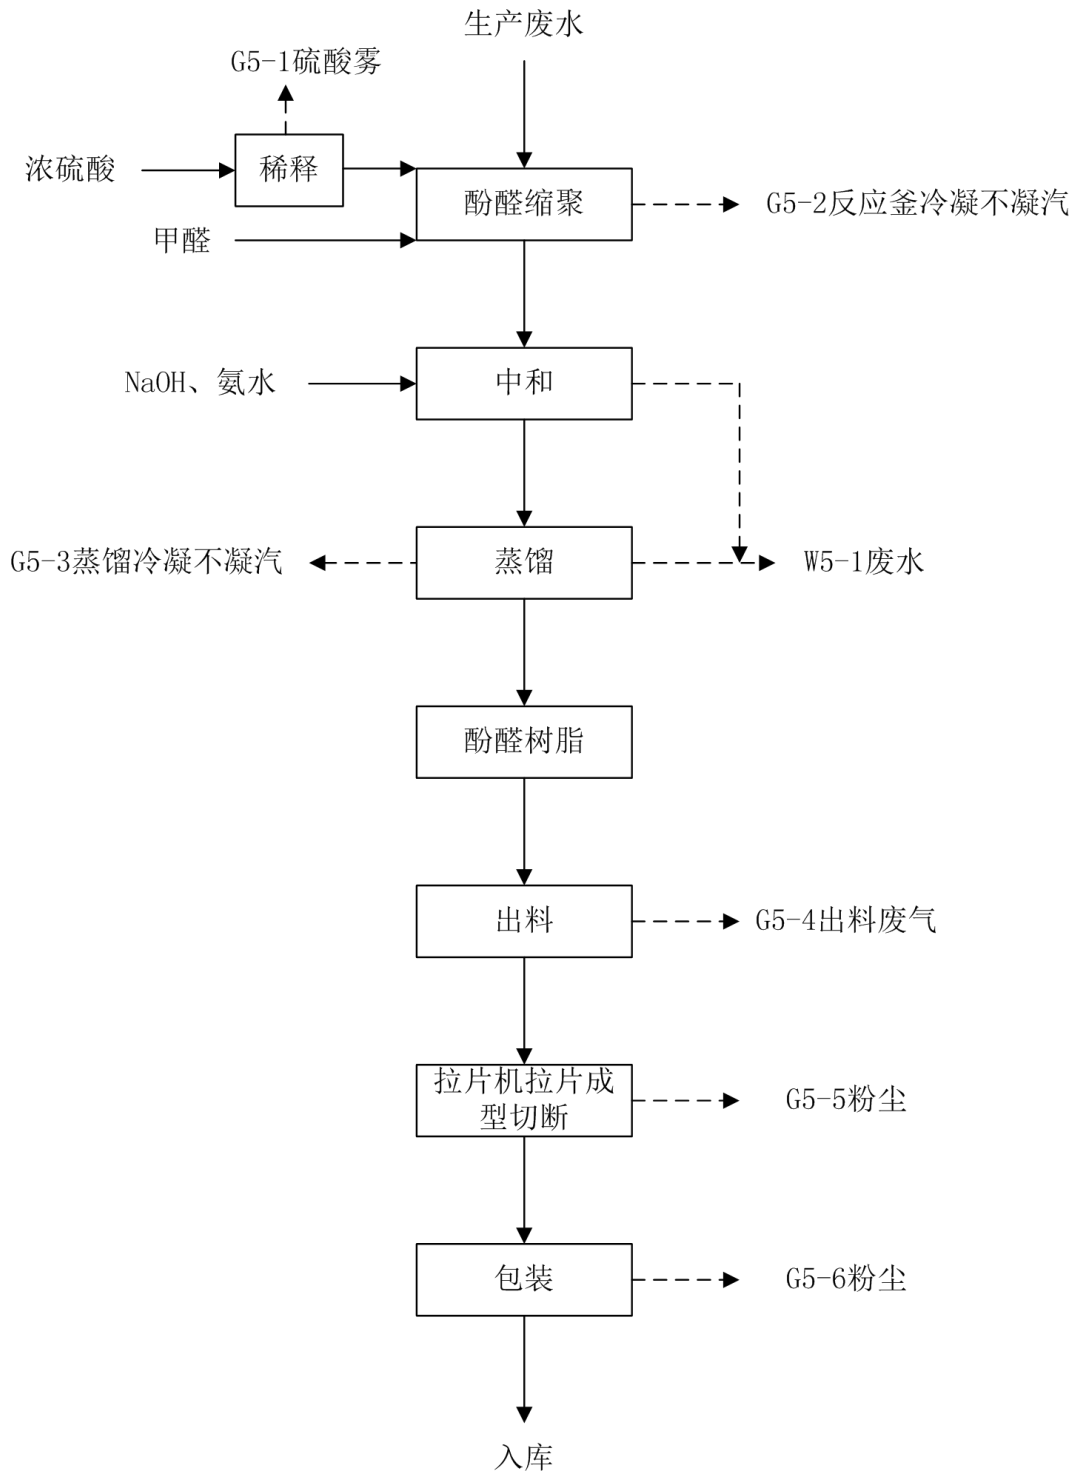 生产废水
G5-1硫酸雾
浓硫酸
稀释
酚醛缩聚
G5-2反应釜冷凝不凝汽
甲醛
NaOH、氨水
中和
G5-3蒸馏冷凝不凝汽
蒸馏
W5-1废水
酚醛树脂
出料
G5-4出料废气
拉片机拉片成
型切断
G5-5粉尘
包装
G5-6粉尘
入库